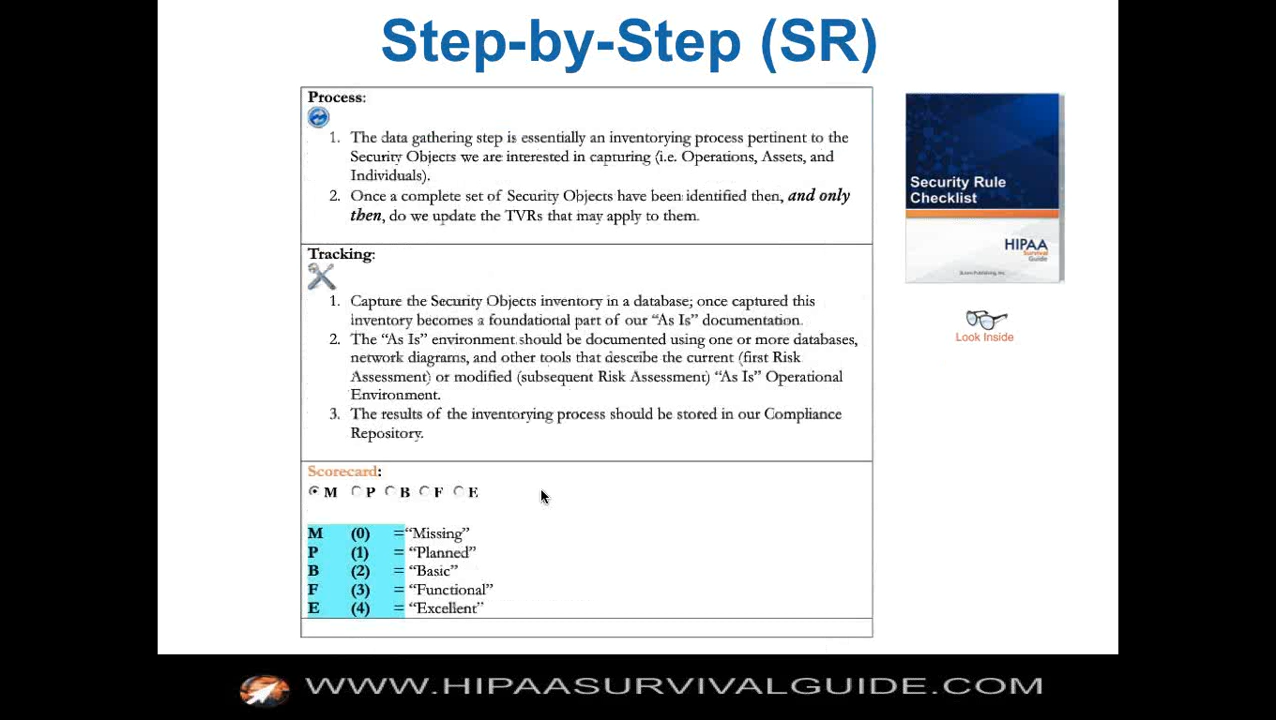 Step-by-Step (SR)
Process:
1. The data gathering step is essentially an inventorying process pertinent to the
Security Objects we are interested in capturing (i.e. Operations, Assets, and
Individuals).
2. Once a complete set of Security Objects have been identified then, and only
then, do we update the TVRs that may apply to them.
Tracking:
1. Capture the Security Objects inventory in a database; once captured this
inventory becomes a foundational part of our “As Is” documentation.
2. The “As Is” environment should be documented using one or more databases,
network diagrams, and other tools that describe the current (first Risk
Assessment) or modified (subsequent Risk Assessment) “As Is” Operational
Environment.
3. The results of the inventorying process should be stored in our Compliance
Repository.
Scorecard:
M P B F E
M (0) =“Missing”
P (1) = “Planned”
B (2) = “Basic”
F (3) = “Functional”
E (4) = “Excellent”
Security Rule
Checklist
HIPAA
Survival
Guide
Look Inside
WWW.HIPAASURVIVALGUIDE.COM